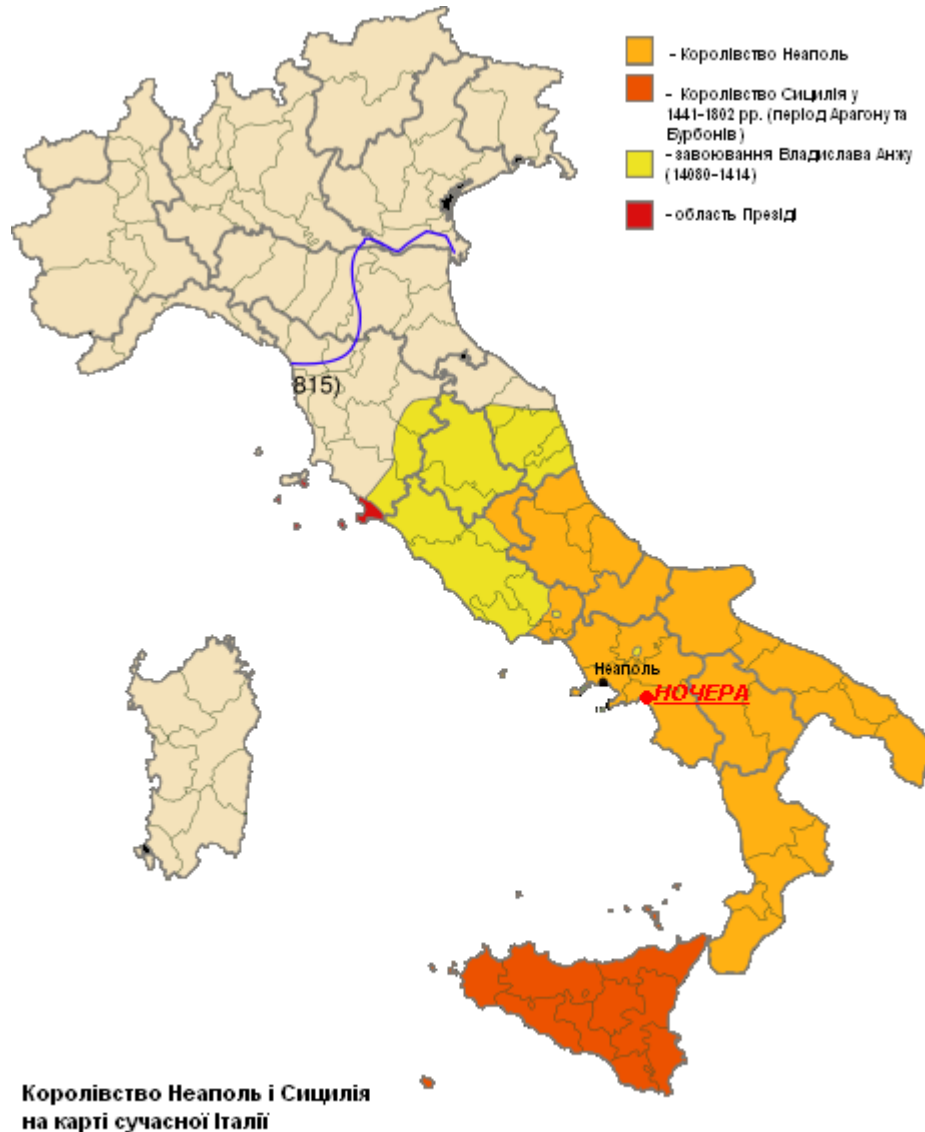 - Королівство Неаполь
- Королівство Сицилія у
1441-1802 рр. (період Арагону та
Бурбонів)
- завоювання Владислава Анжу
(14080-1414)
- область Презіді
815)
Неаполь
НОЧЕРА
Королівство Неаполь і Сицилія
на карті сучасної Італії